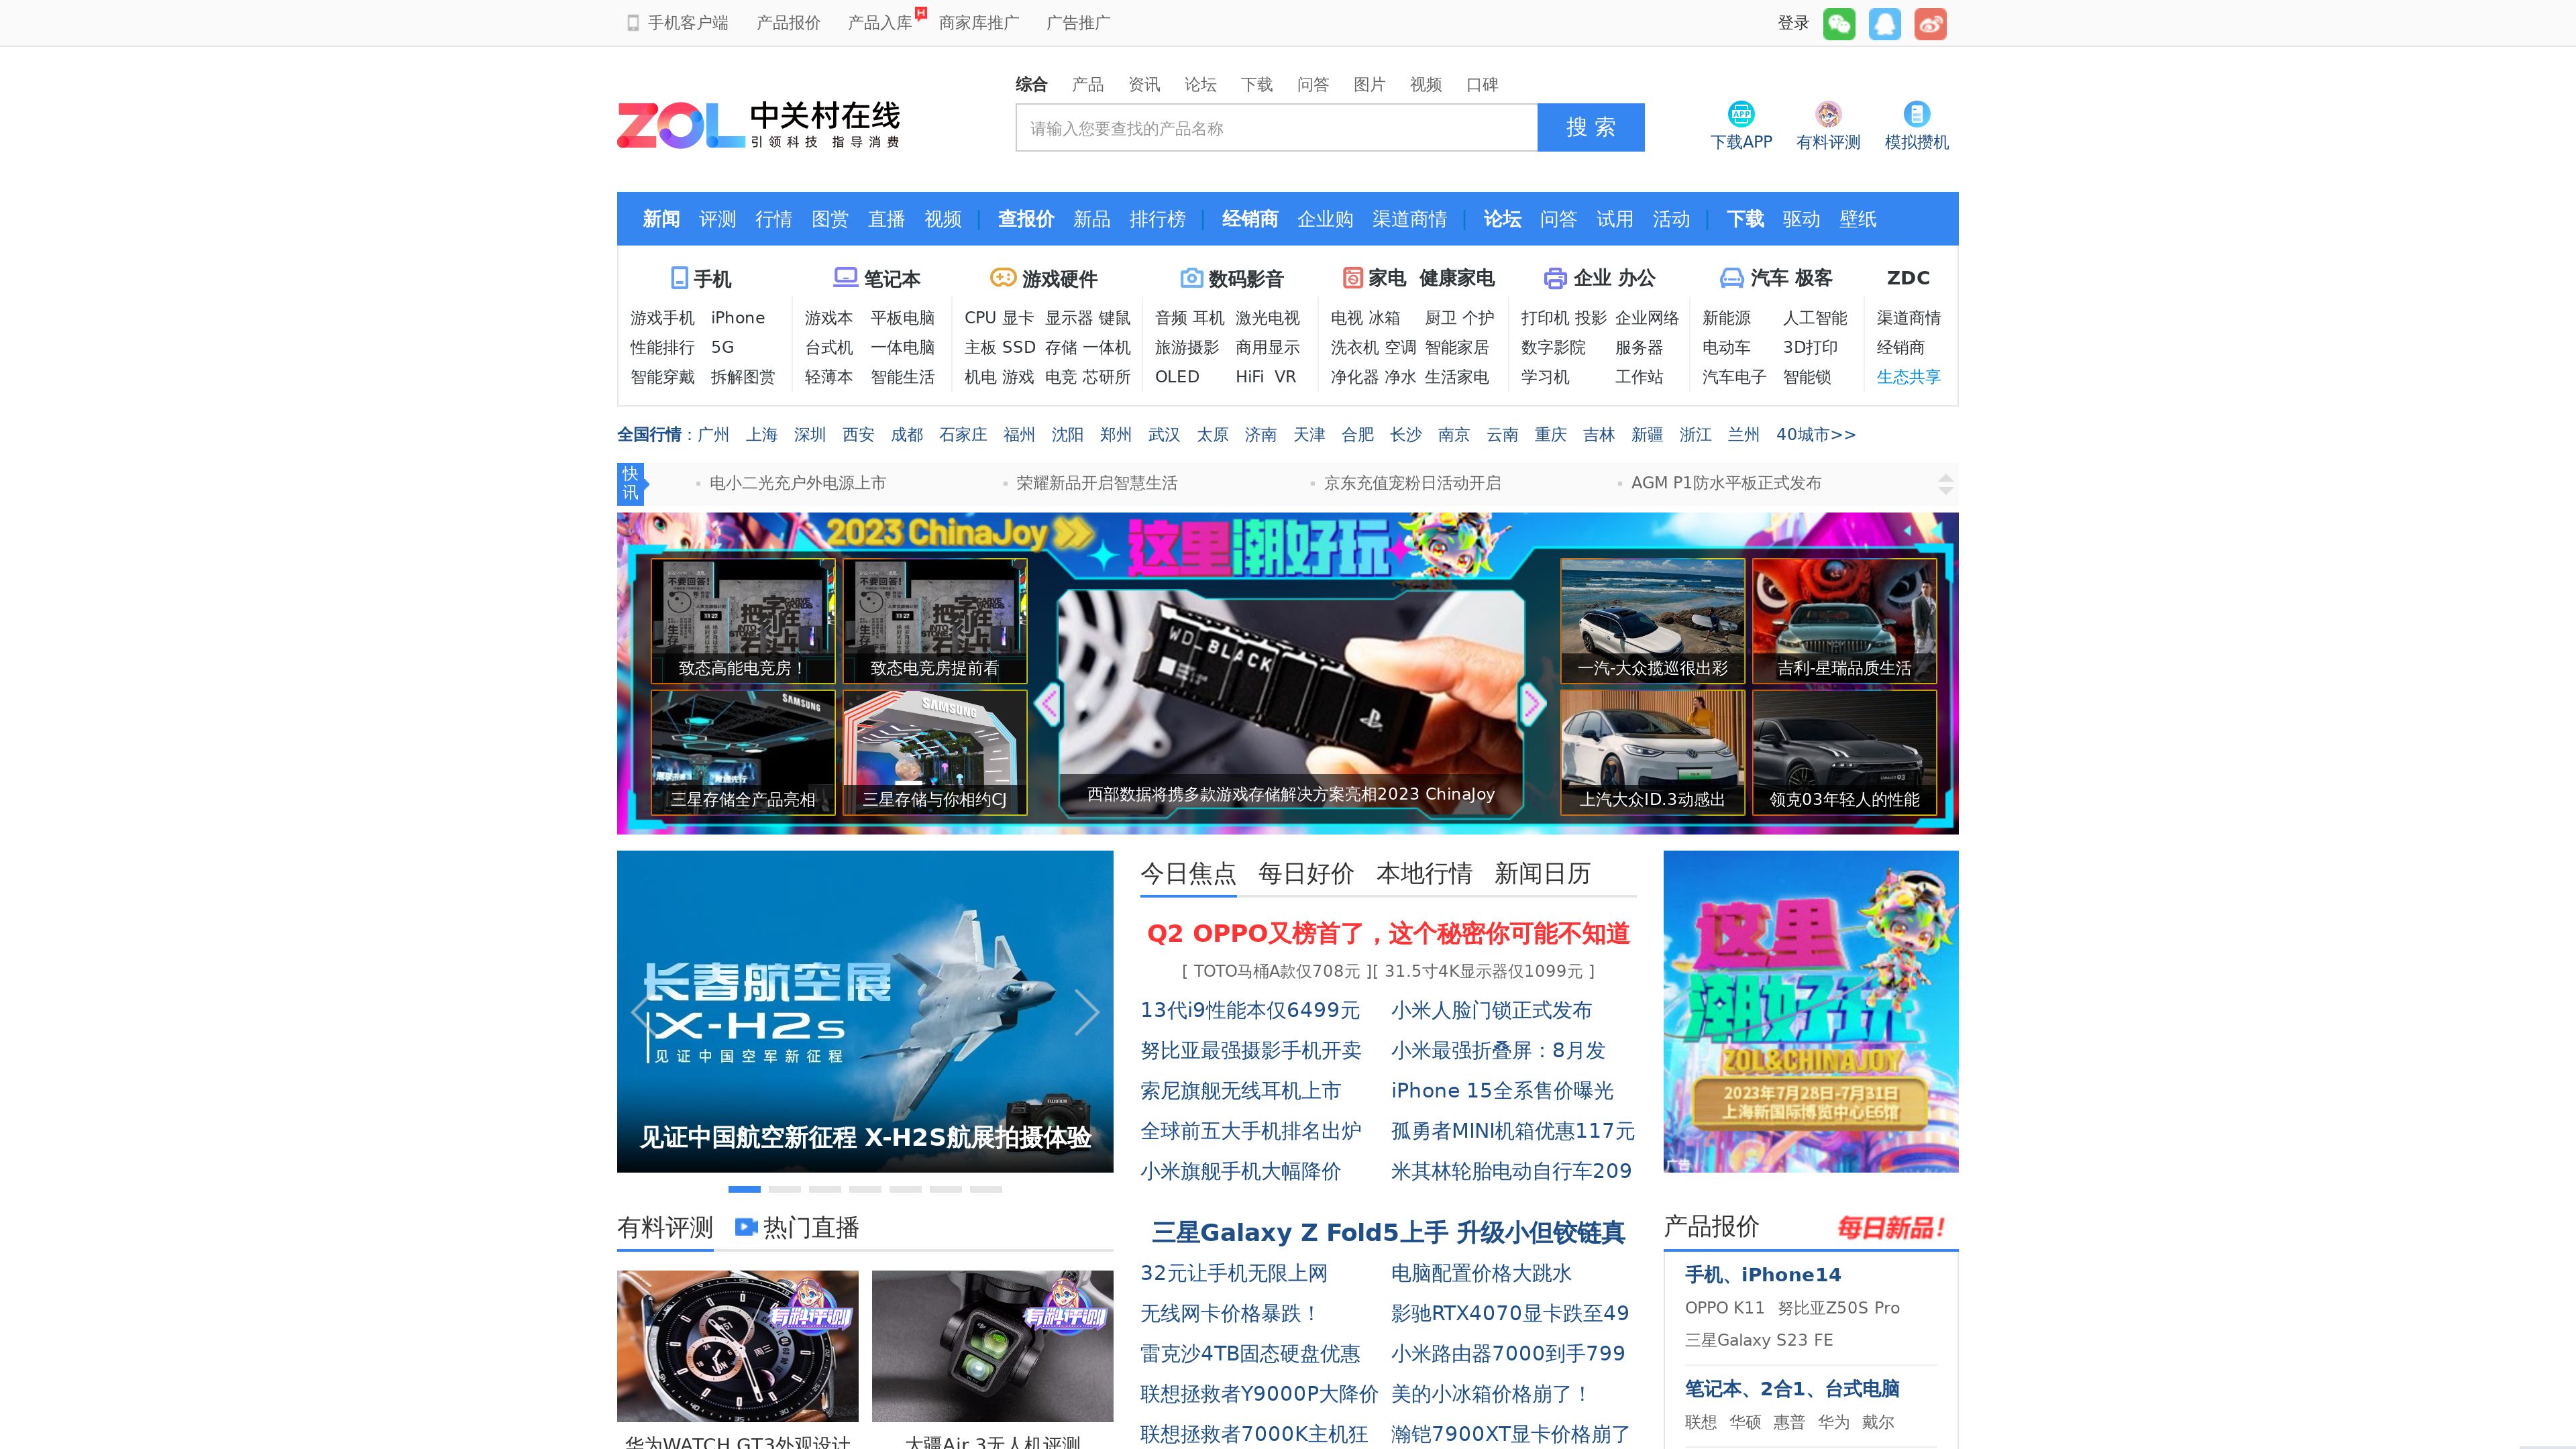 手机客户端 产品报价 产品入库 H 商家库推广 广告推广 登录
综合 产品 资讯 论坛 下载 问答 图片 视频 口碑
ZOL 中关村在线
引领科技 指导消费
请输入您要查找的产品名称 搜 索
APP
下载APP 有料评测 模拟攒机
新闻 评测 行情 图赏 直播 视频 | 查报价 新品 排行榜 | 经销商 企业购 渠道商情 | 论坛 问答 试用 活动 | 下载 驱动 壁纸
手机 笔记本 游戏硬件 数码影音 家电 健康家电 企业 办公 汽车 极客 ZDC
游戏手机 iPhone 游戏本 平板电脑 CPU 显卡 显示器 键鼠 音频 耳机 激光电视 电视 冰箱 厨卫 个护 打印机 投影 企业网络 新能源 人工智能 渠道商情
性能排行 5G 台式机 一体电脑 主板 SSD 存储 一体机 旅游摄影 商用显示 洗衣机 空调 智能家居 数字影院 服务器 电动车 3D打印 经销商
智能穿戴 拆解图赏 轻薄本 智能生活 机电 游戏 电竞 芯研所 OLED HiFi VR 净化器 净水 生活家电 学习机 工作站 汽车电子 智能锁 生态共享
全国行情：广州 上海 深圳 西安 成都 石家庄 福州 沈阳 郑州 武汉 太原 济南 天津 合肥 长沙 南京 云南 重庆 吉林 新疆 浙江 兰州 40城市>>
快讯 电小二光充户外电源上市 荣耀新品开启智慧生活 京东充值宠粉日活动开启 AGM P1防水平板正式发布
2023 ChinaJoy 这里潮好玩
不要回答！ 把字刻在石头上 CARVE WORDS INTO STONE 11:27
不要回答！ 把字刻在石头上 CARVE WORDS INTO STONE 11:27
WD_BLACK
致态高能电竞房！ 致态电竞房提前看 一汽-大众揽巡很出彩 吉利-星瑞品质生活
SAMSUNG SAMSUNG
三星存储全产品亮相 三星存储与你相约CJ 西部数据将携多款游戏存储解决方案亮相2023 ChinaJoy 上汽大众ID.3动感出 领克03年轻人的性能
长春航空展
X-H2s
见证中国空军新征程
FUJIFILM
见证中国航空新征程 X-H2S航展拍摄体验
今日焦点 每日好价 本地行情 新闻日历
Q2 OPPO又榜首了，这个秘密你可能不知道
[ TOTO马桶A款仅708元 ][ 31.5寸4K显示器仅1099元 ]
13代i9性能本仅6499元 小米人脸门锁正式发布
努比亚最强摄影手机开卖 小米最强折叠屏：8月发
索尼旗舰无线耳机上市 iPhone 15全系售价曝光
全球前五大手机排名出炉 孤勇者MINI机箱优惠117元
小米旗舰手机大幅降价 米其林轮胎电动自行车209
这里
潮好玩
ZOL&CHINAJOY
2023年7月28日-7月31日
上海新国际博览中心E6馆
广告
有料评测 热门直播
有料评测 有料评测
华为WATCH GT3外观设计 大疆Air 3无人机评测
三星Galaxy Z Fold5上手 升级小但铰链真
32元让手机无限上网 电脑配置价格大跳水
无线网卡价格暴跌！ 影驰RTX4070显卡跌至49
雷克沙4TB固态硬盘优惠 小米路由器7000到手799
联想拯救者Y9000P大降价 美的小冰箱价格崩了！
联想拯救者7000K主机狂 瀚铠7900XT显卡价格崩了
产品报价 每日新品！
手机、iPhone14
OPPO K11 努比亚Z50S Pro
三星Galaxy S23 FE
笔记本、2合1、台式电脑
联想 华硕 惠普 华为 戴尔